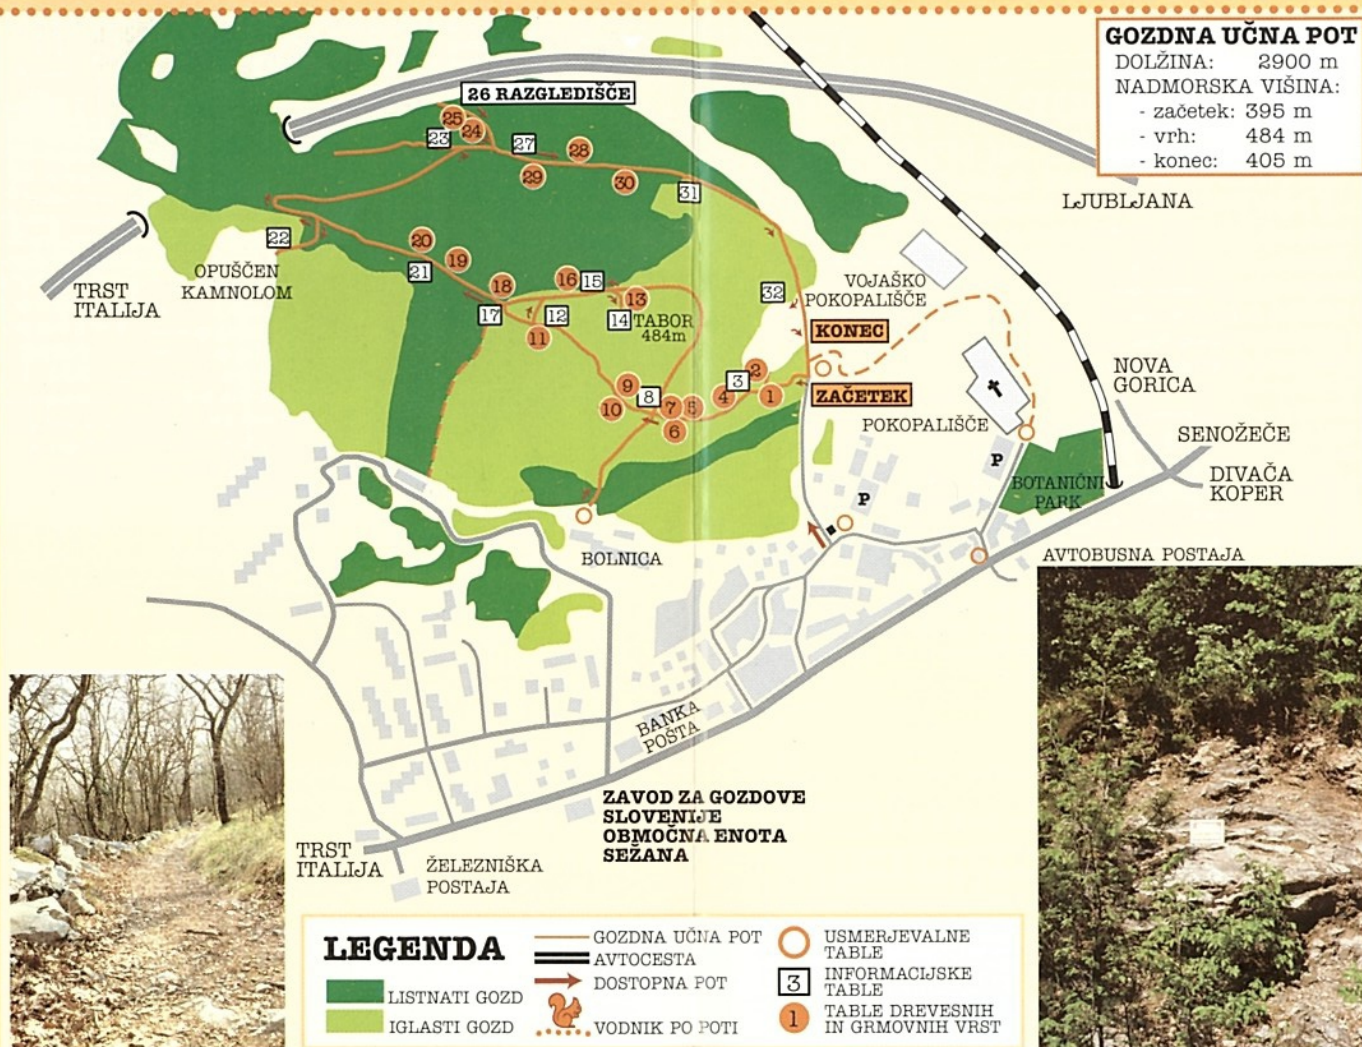 GOZDNA UČNA POT
DOLŽINA: 2900 m
NADMORSKA VIŠINA:
- začetek: 395 m
- vrh: 484 m
- konec: 405 m
26 RAZGLEDIŠČE
25
24
23
27
28
29
30
31
LJUBLJANA
22
20
19
21
OPUŠČEN
KAMNOLOM
TRST
ITALIJA
18
16
15
13
17
12
14
TABOR
484m
11
32
VOJAŠKO
POKOPALIŠČE
KONEC
ZAČETEK
2
3
1
4
5
7
8
9
10
6
POKOPALIŠČE
NOVA
GORICA
SENOŽEČE
DIVAČA
KOPER
P
P
BOTANIČNI
PARK
AVTOBUSNA POSTAJA
BOLNICA
BANKA
POŠTA
ZAVOD ZA GOZDOVE
SLOVENIJE
OBMOČNA ENOTA
SEŽANA
TRST
ITALIJA
ŽELEZNIŠKA
POSTAJA
LEGENDA
LISTNATI GOZD
IGLASTI GOZD
GOZDNA UČNA POT
AVTOCESTA
DOSTOPNA POT
VODNIK PO POTI
USMERJEVALNE
TABLE
3
INFORMACIJSKE
TABLE
1
TABLE DREVESNIH
IN GRMOVNIH VRST